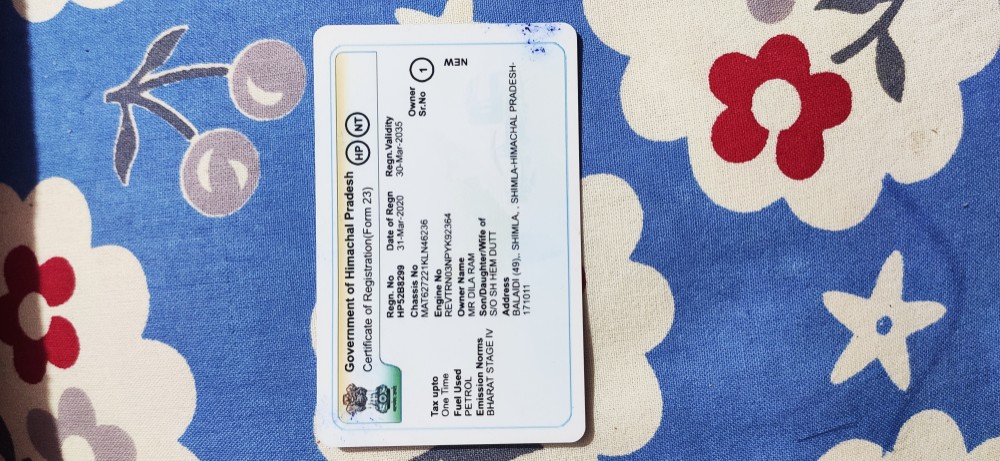 Government of Himachal Pradesh
Certificate of Registration(Form 23)
HP NT
Regn. No Date of Regn Regn.Validity
HP52B8299 31-Mar-2020 30-Mar-2035
Chassis No
MAT627221KLN46236
Owner
Sr.No 1
Engine No
REVTRN03NPYK92364
Owner Name
MR DILA RAM
Son/Daughter/Wife of
S/O SH HEM DUTT
Address
BALAIDI (49),, SHIMLA, , SHIMLA-HIMACHAL PRADESH-
171011
Tax upto
One Time
Fuel Used
PETROL
Emission Norms
BHARAT STAGE IV
NEW